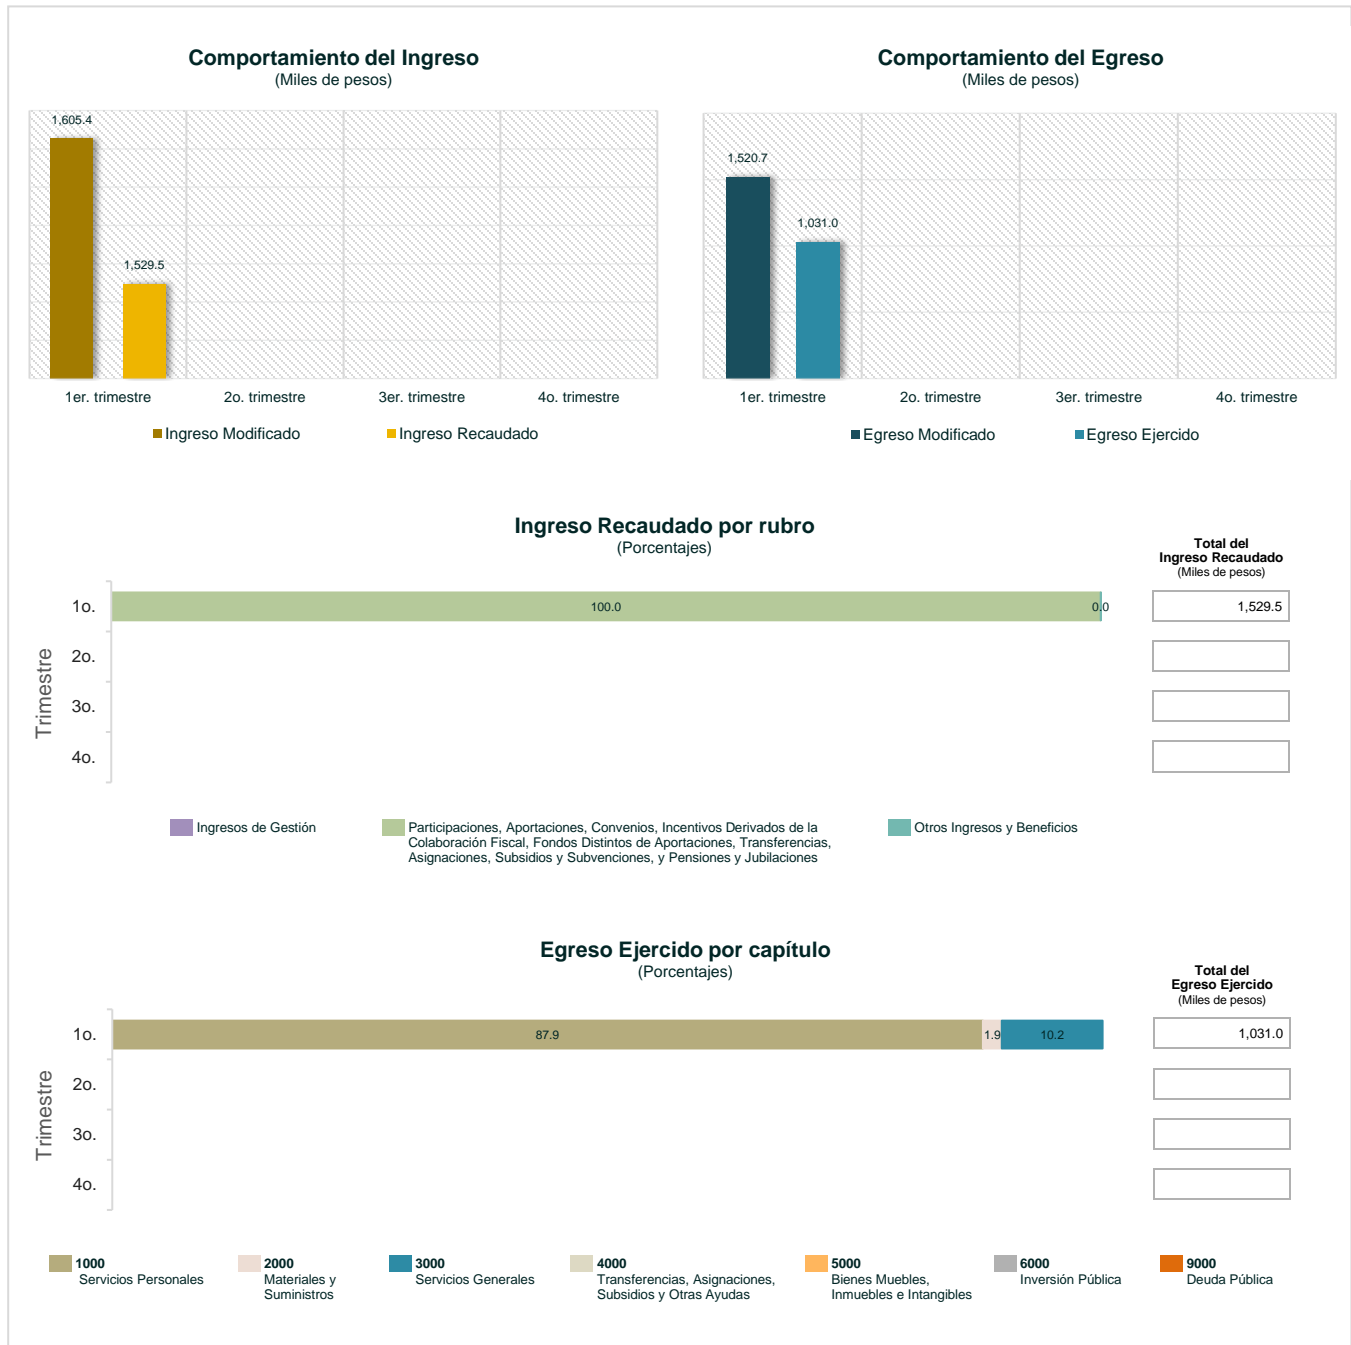 Comportamiento del Ingreso
(Miles de pesos)
1,605.4
1,529.5
1er. trimestre
2o. trimestre
3er. trimestre
4o. trimestre
Ingreso Modificado
Ingreso Recaudado
Comportamiento del Egreso
(Miles de pesos)
1,520.7
1,031.0
1er. trimestre
2o. trimestre
3er. trimestre
4o. trimestre
Egreso Modificado
Egreso Ejercido
Ingreso Recaudado por rubro
(Porcentajes)
Total del
Ingreso Recaudado
(Miles de pesos)
Trimestre
1o.
100.0
0.0
1,529.5
2o.
3o.
4o.
Ingresos de Gestión
Participaciones, Aportaciones, Convenios, Incentivos Derivados de la
Colaboración Fiscal, Fondos Distintos de Aportaciones, Transferencias,
Asignaciones, Subsidios y Subvenciones, y Pensiones y Jubilaciones
Otros Ingresos y Beneficios
Egreso Ejercido por capítulo
(Porcentajes)
Total del
Egreso Ejercido
(Miles de pesos)
Trimestre
1o.
87.9
1.9
10.2
1,031.0
2o.
3o.
4o.
1000
Servicios Personales
2000
Materiales y
Suministros
3000
Servicios Generales
4000
Transferencias, Asignaciones,
Subsidios y Otras Ayudas
5000
Bienes Muebles,
Inmuebles e Intangibles
6000
Inversión Pública
9000
Deuda Pública